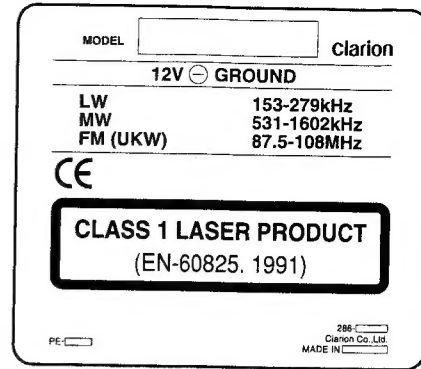 MODEL Clarion
12V ⊖ GROUND
LW 153-279kHz
MW 531-1602kHz
FM (UKW) 87.5-108MHz
CE
CLASS 1 LASER PRODUCT
(EN-60825. 1991)
286-
PE- Clarion Co.,Ltd.
MADE IN